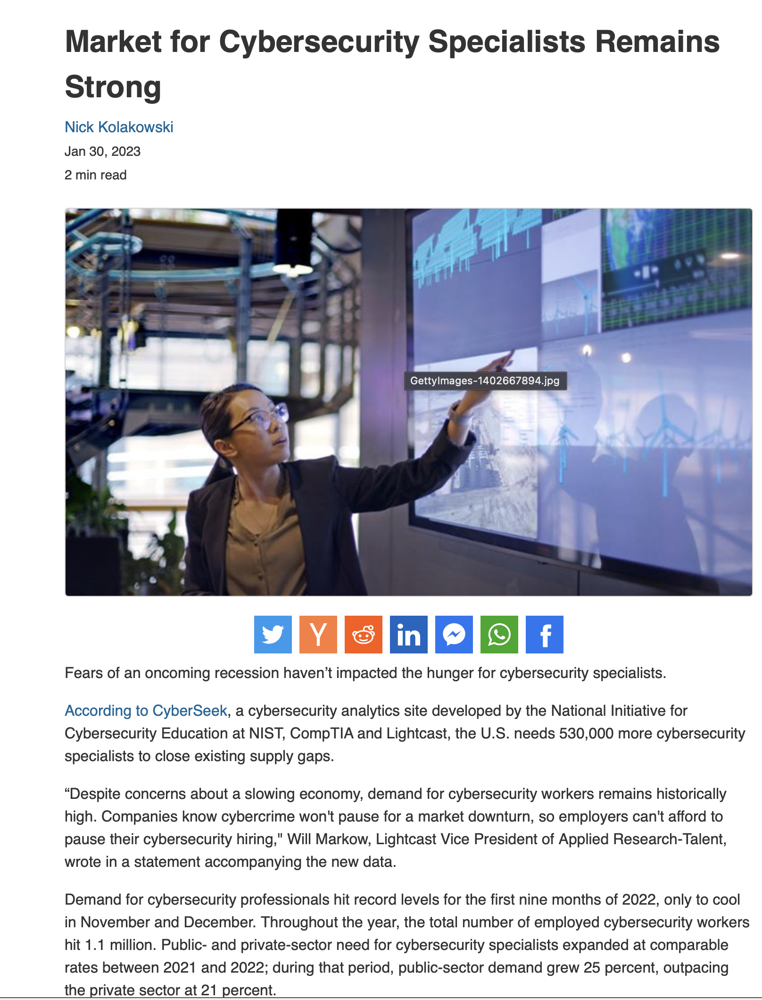 Market for Cybersecurity Specialists Remains
Strong
Nick Kolakowski
Jan 30, 2023
2 min read
GettyImages-1402667894.jpg
Fears of an oncoming recession haven’t impacted the hunger for cybersecurity specialists.
According to CyberSeek, a cybersecurity analytics site developed by the National Initiative for
Cybersecurity Education at NIST, CompTIA and Lightcast, the U.S. needs 530,000 more cybersecurity
specialists to close existing supply gaps.
“Despite concerns about a slowing economy, demand for cybersecurity workers remains historically
high. Companies know cybercrime won't pause for a market downturn, so employers can't afford to
pause their cybersecurity hiring," Will Markow, Lightcast Vice President of Applied Research-Talent,
wrote in a statement accompanying the new data.
Demand for cybersecurity professionals hit record levels for the first nine months of 2022, only to cool
in November and December. Throughout the year, the total number of employed cybersecurity workers
hit 1.1 million. Public- and private-sector need for cybersecurity specialists expanded at comparable
rates between 2021 and 2022; during that period, public-sector demand grew 25 percent, outpacing
the private sector at 21 percent.